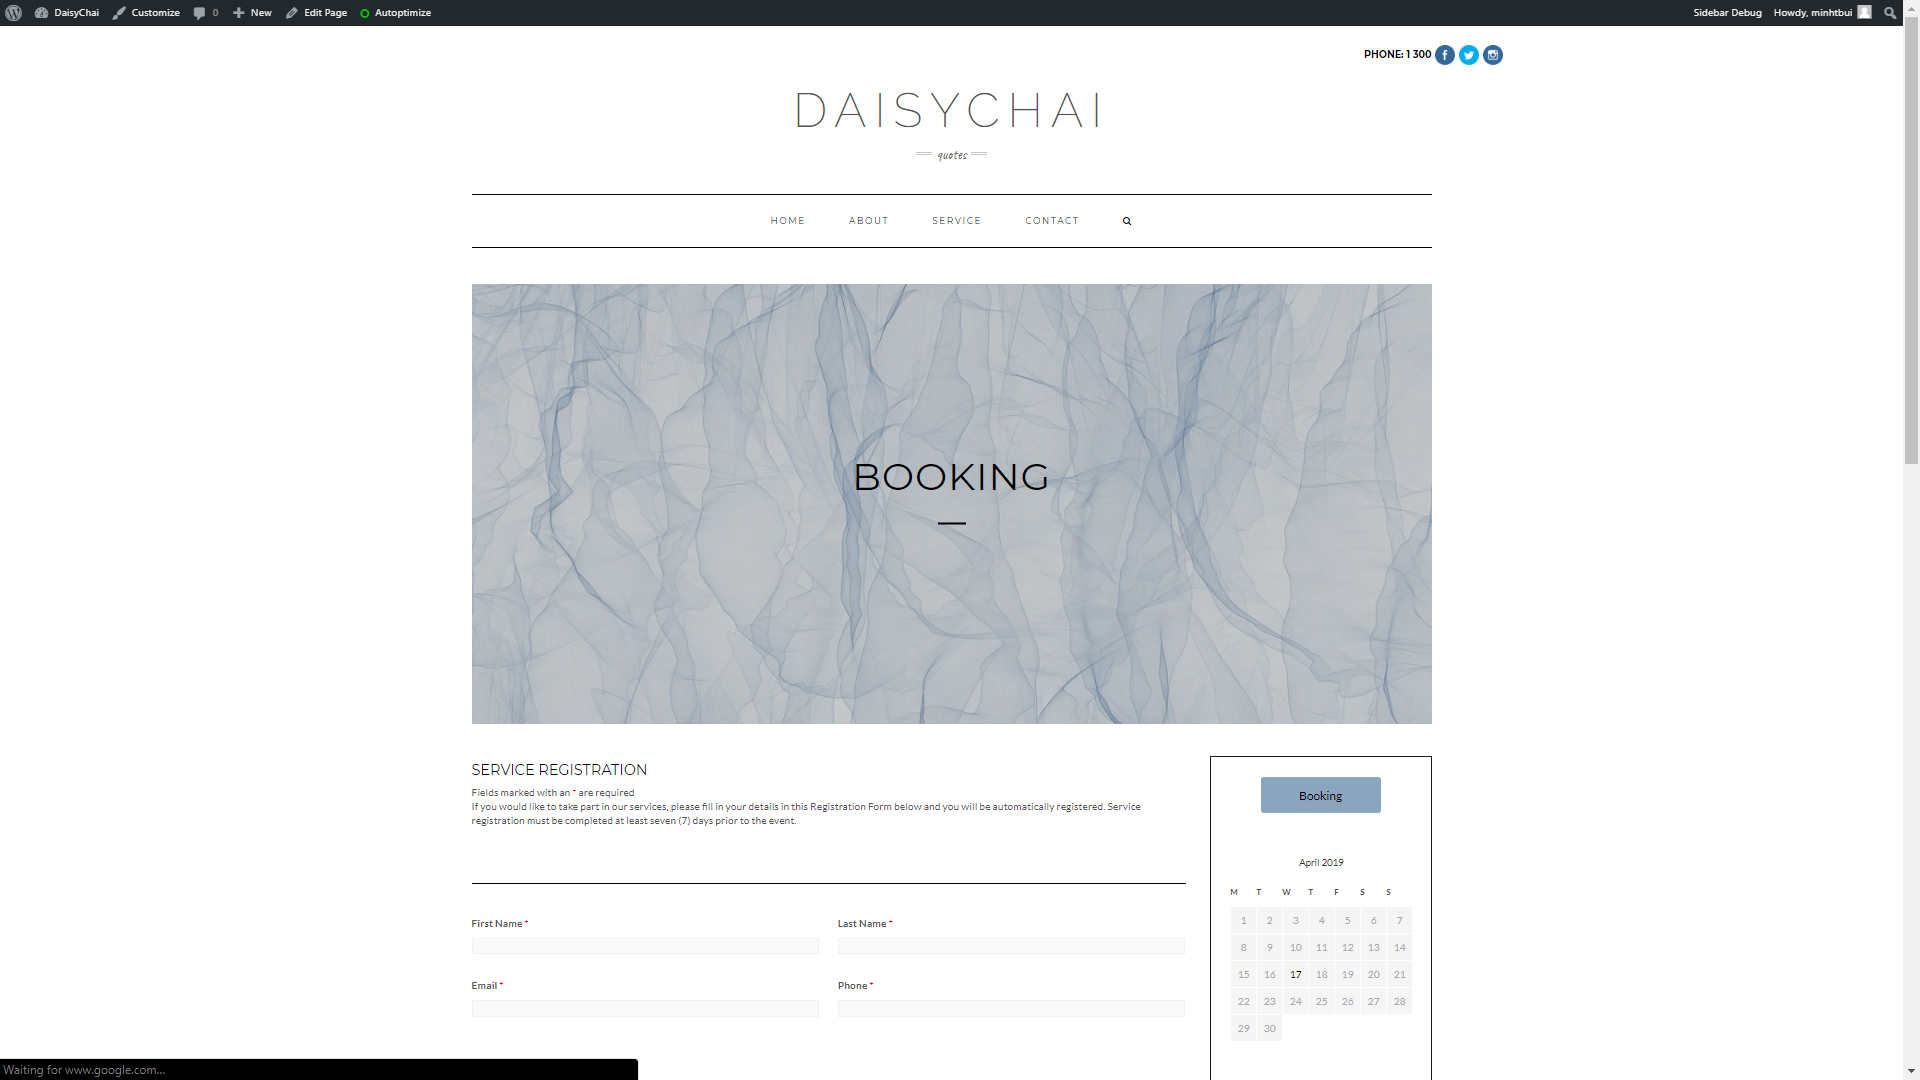 DaisyChai Customize 0 New Edit Page Autoptimize Sidebar Debug Howdy, minhtbui
PHONE: 1 300
DAISYCHAI
quotes
HOME ABOUT SERVICE CONTACT
BOOKING
SERVICE REGISTRATION
Fields marked with an * are required
If you would like to take part in our services, please fill in your details in this Registration Form below and you will be automatically registered. Service
registration must be completed at least seven (7) days prior to the event.
First Name * Last Name *
Email * Phone *
Booking
April 2019
M T W T F S S
1 2 3 4 5 6 7
8 9 10 11 12 13 14
15 16 17 18 19 20 21
22 23 24 25 26 27 28
29 30
Waiting for www.google.com...